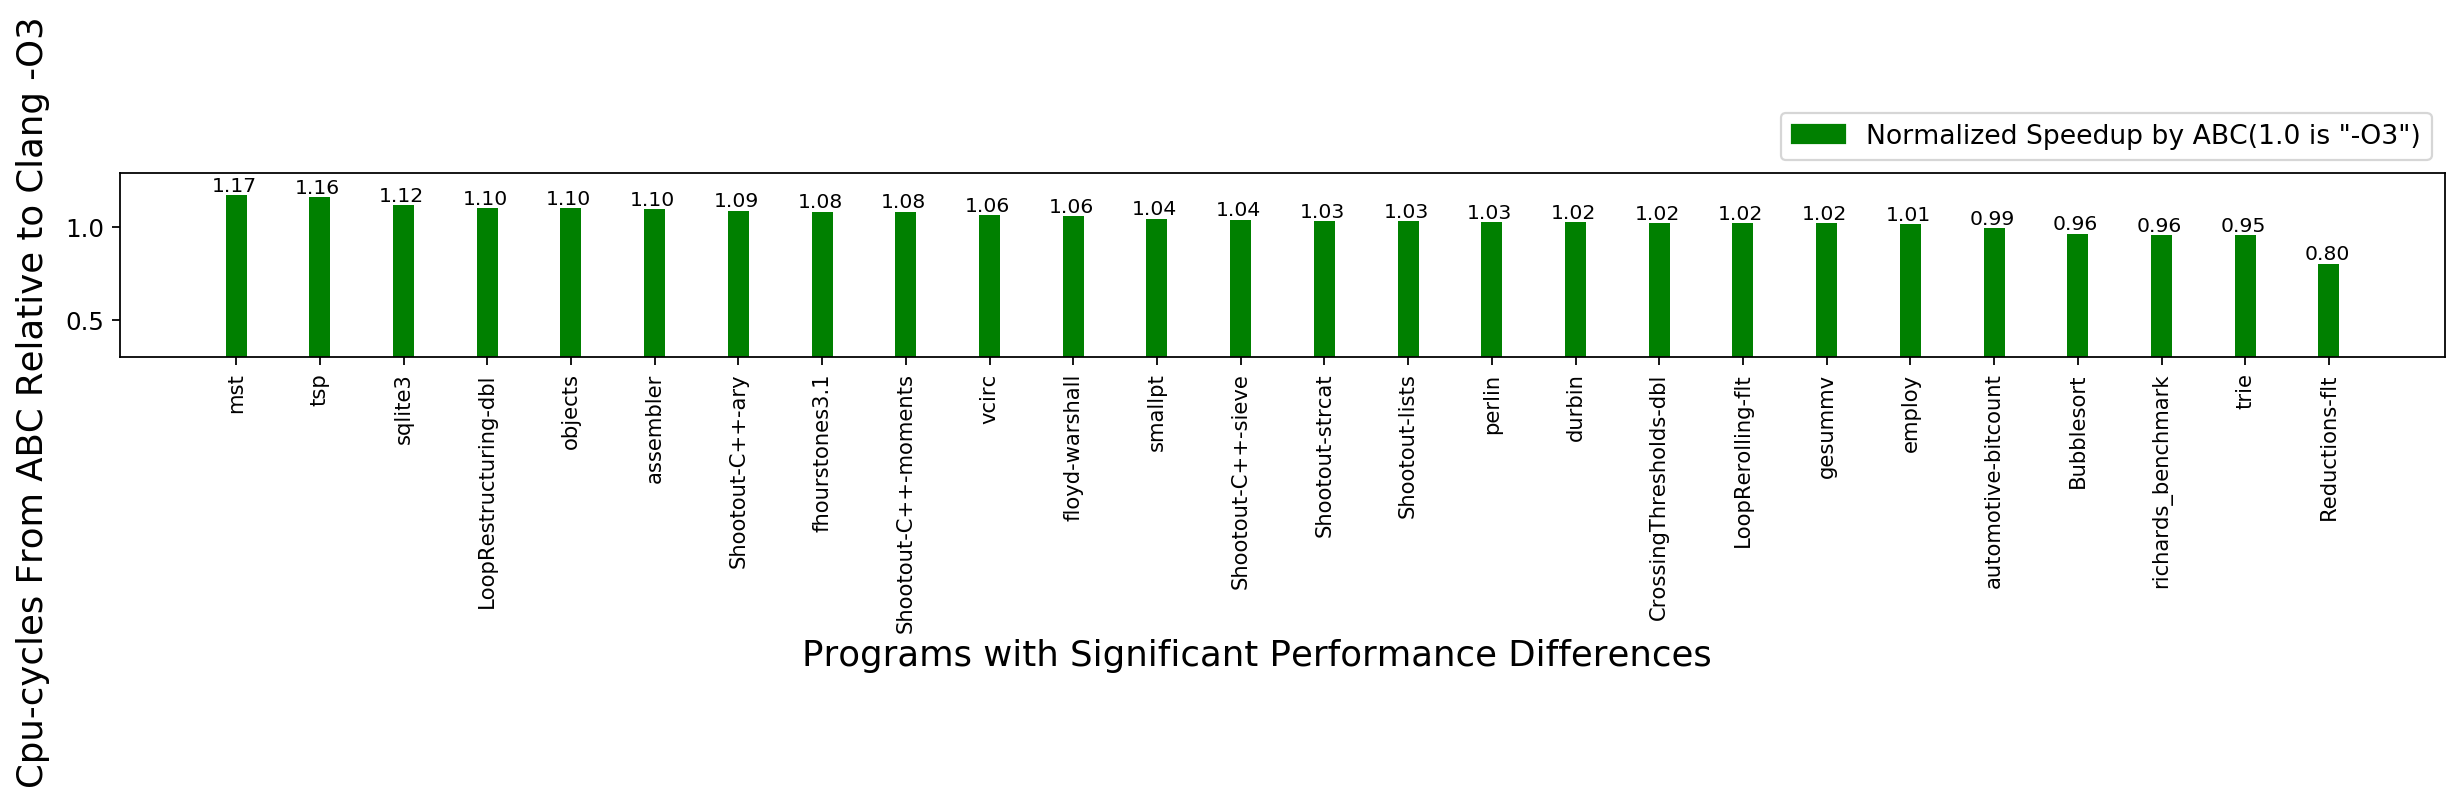 Cpu-cycles From ABC Relative to Clang -O3
Normalized Speedup by ABC(1.0 is "-O3")
1.0
0.5
1.17
1.16
1.12
1.10
1.10
1.10
1.09
1.08
1.08
1.06
1.06
1.04
1.04
1.03
1.03
1.03
1.02
1.02
1.02
1.02
1.01
0.99
0.96
0.96
0.95
0.80
mst
tsp
sqlite3
LoopRestructuring-dbl
objects
assembler
Shootout-C++-ary
fhourstones3.1
Shootout-C++-moments
vcirc
floyd-warshall
smallpt
Shootout-C++-sieve
Shootout-strcat
Shootout-lists
perlin
durbin
CrossingThresholds-dbl
LoopRerolling-flt
gesummv
employ
automotive-bitcount
Bubblesort
richards_benchmark
trie
Reductions-flt
Programs with Significant Performance Differences